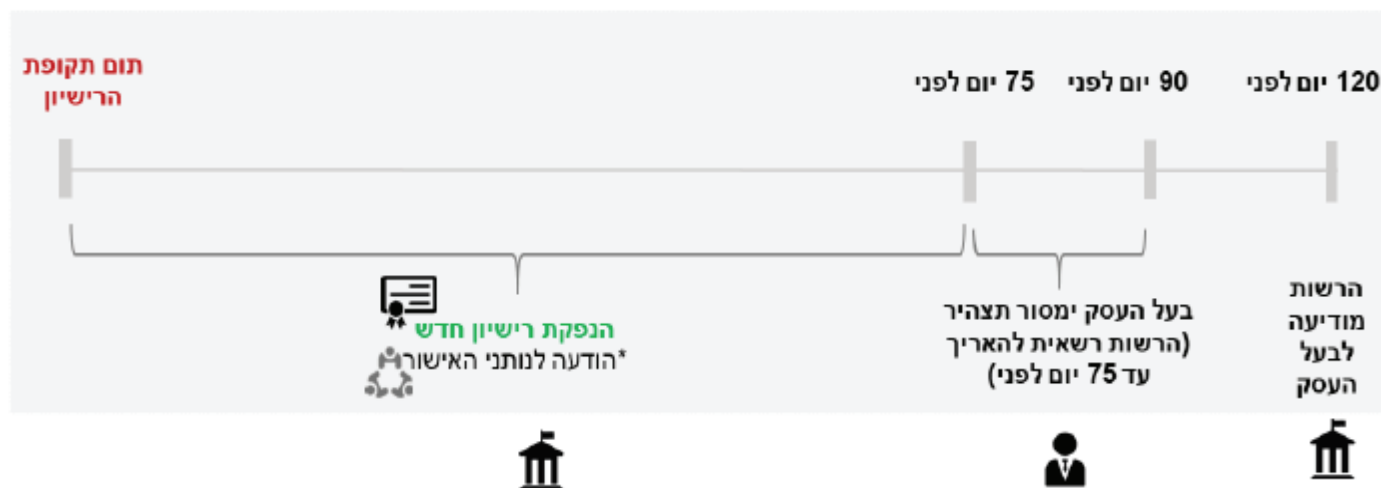 120 יום לפני
90 יום לפני
75 יום לפני
תום תקופת
הרישיון
הרשות
מודיעה
לבעל
העסק
בעל העסק ימסור תצהיר
(הרשות רשאית להאריך
עד 75 יום לפני)
הנפקת רישיון חדש
*הודעה לנותני האישור